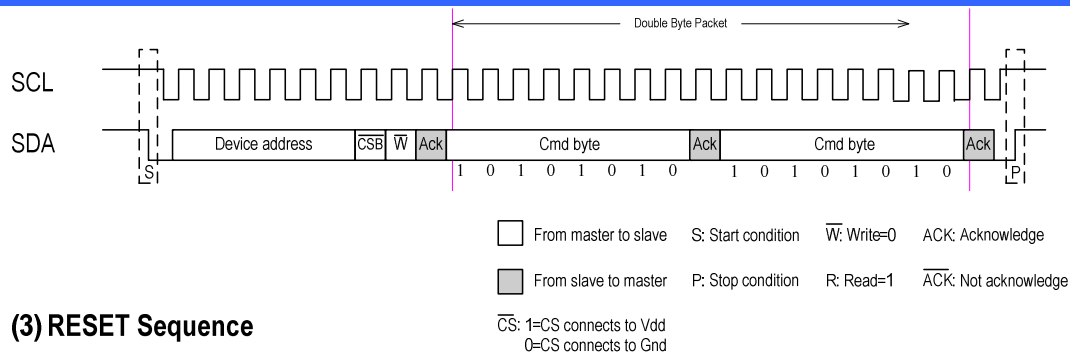 Double Byte Packet
SCL
SDA
Device address CSB W Ack Cmd byte Ack Cmd byte Ack
S 1 0 1 0 1 0 1 0 1 0 1 0 1 0 1 0 P
From master to slave S: Start condition W: Write=0 ACK: Acknowledge
From slave to master P: Stop condition R: Read=1 ACK: Not acknowledge
CS: 1=CS connects to Vdd
0=CS connects to Gnd
(3) RESET Sequence